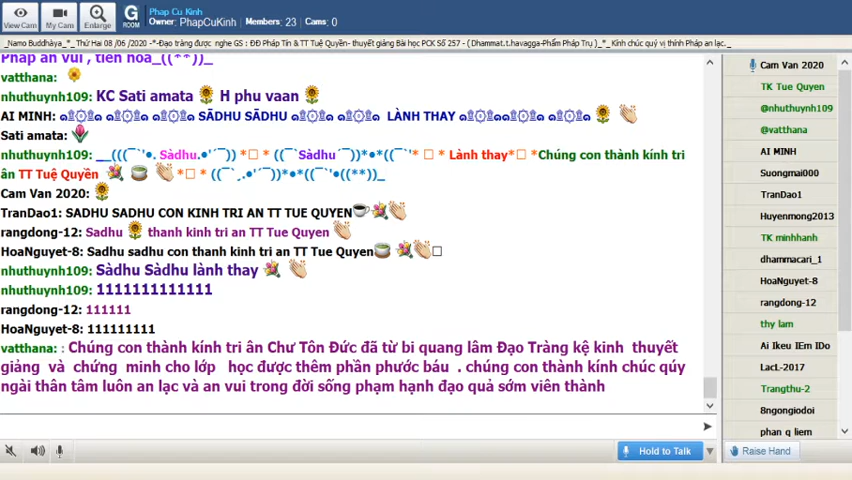 View Cam
My Cam
Enlarge
G
ROOM
Phap Cu Kinh
Owner: PhapCuKinh Members: 23 Cams: 0
_Namo Buddhàya_*_ Thứ Hai 08 /06 /2020 -*-Đạo tràng được nghe GS : ĐĐ Pháp Tín & TT Tuệ Quyền- thuyết giảng Bài học PCK Số 257 - ( Dhammat.t.havagga-Phẩm Pháp Trụ )_*_ Kính chúc quý vị thính Pháp an lạc._
Pháp an vui , tiến hóa_((**))_
vatthana:
nhuthuynh109: KC Sati amata H phu vaan
AI MINH: SĀDHU SĀDHU LÀNH THAY
Sati amata:
nhuthuynh109: __(((¯`'•. Sàdhu.•'´¯)) *□ * ((¯`Sàdhu´¯))*•*((¯`'* □ * Lành thay*□ *Chúng con thành kính tri
ân TT Tuệ Quyền *□ * ((¯`´,.•'´¯))*•*((¯`'(**))_
Cam Van 2020:
TranDao1: SADHU SADHU CON KINH TRI AN TT TUE QUYEN
rangdong-12: Sadhu thanh kinh tri an TT Tue Quyen
HoaNguyet-8: Sadhu sadhu con thanh kinh tri an TT Tue Quyen □
nhuthuynh109: Sàdhu Sàdhu lành thay
nhuthuynh109: 1111111111111
rangdong-12: 111111
HoaNguyet-8: 111111111
vatthana: : Chúng con thành kính tri ân Chư Tôn Đức đã từ bi quang lâm Đạo Tràng kệ kinh thuyết
giảng và chứng minh cho lớp học được thêm phần phước báu . chúng con thành kính chúc qúy
ngài thân tâm luôn an lạc và an vui trong đời sống phạm hạnh đạo quả sớm viên thành
Hold to Talk
Cam Van 2020
TK Tue Quyen
@nhuthuynh109
@vatthana
AI MINH
Suongmai000
TranDao1
Huyenmong2013
TK minhhanh
dhammacari_1
HoaNguyet-8
rangdong-12
thy lam
Ai Ikeu IEm IDo
LacL-2017
Trangthu-2
8ngongiodoi
phan q liem
Raise Hand